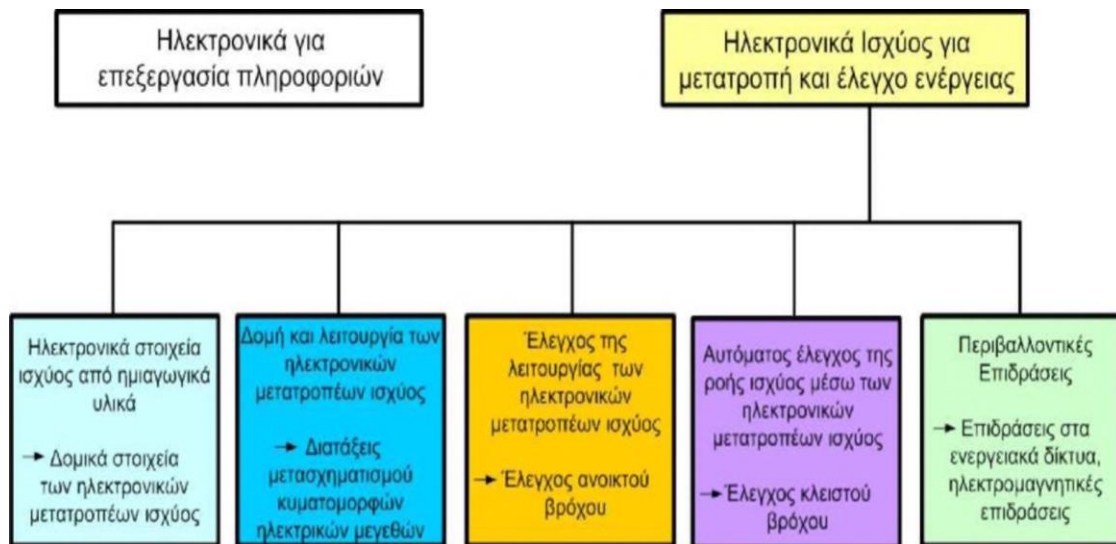 Ηλεκτρονικά για
επεξεργασία πληροφοριών
Ηλεκτρονικά Ισχύος για
μετατροπή και έλεγχο ενέργειας
Ηλεκτρονικά στοιχεία
ισχύος από ημιαγωγικά
υλικά
→ Δομικά στοιχεία
των ηλεκτρονικών
μετατροπέων ισχύος
Δομή και λειτουργία των
ηλεκτρονικών
μετατροπέων ισχύος
→ Διατάξεις
μετασχηματισμού
κυματομορφών
ηλεκτρικών μεγεθών
Έλεγχος της
λειτουργίας των
ηλεκτρονικών
μετατροπέων ισχύος
→ Έλεγχος ανοικτού
βρόχου
Αυτόματος έλεγχος της
ροής ισχύος μέσω των
ηλεκτρονικών
μετατροπέων ισχύος
→ Έλεγχος κλειστού
βρόχου
Περιβαλλοντικές
Επιδράσεις
→ Επιδράσεις στα
ενεργειακά δίκτυα,
ηλεκτρομαγνητικές
επιδράσεις